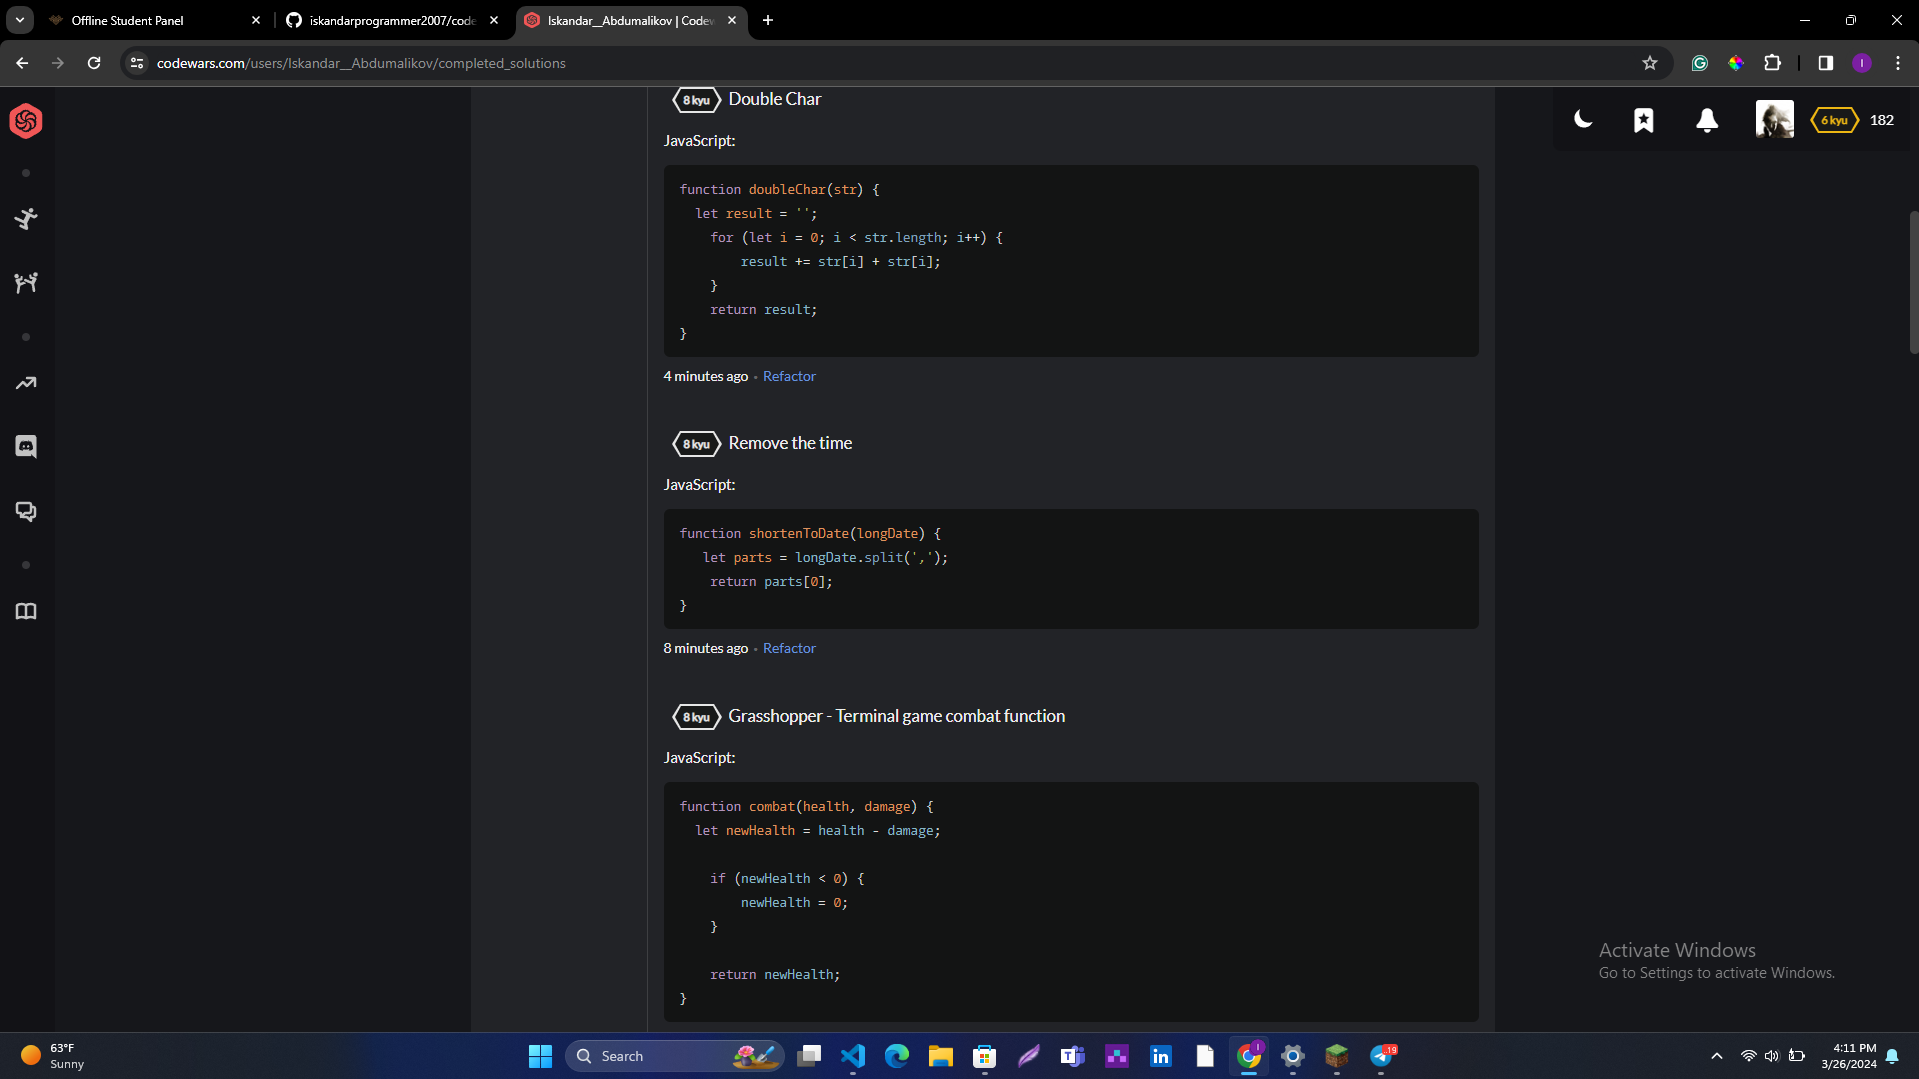 Offline Student Panel
iskandarprogrammer2007/code
Iskandar__Abdumalikov | Codew
codewars.com/users/Iskandar__Abdumalikov/completed_solutions
I
8 kyu Double Char
6 kyu 182
JavaScript:
function doubleChar(str) {
let result = '';
for (let i = 0; i < str.length; i++) {
result += str[i] + str[i];
}
return result;
}
4 minutes ago • Refactor
8 kyu Remove the time
JavaScript:
function shortenToDate(longDate) {
let parts = longDate.split(',');
return parts[0];
}
8 minutes ago • Refactor
8 kyu Grasshopper - Terminal game combat function
JavaScript:
function combat(health, damage) {
let newHealth = health - damage;
if (newHealth < 0) {
newHealth = 0;
}
return newHealth;
}
Activate Windows
Go to Settings to activate Windows.
63°F
Sunny
Search
I
19
4:11 PM
3/26/2024